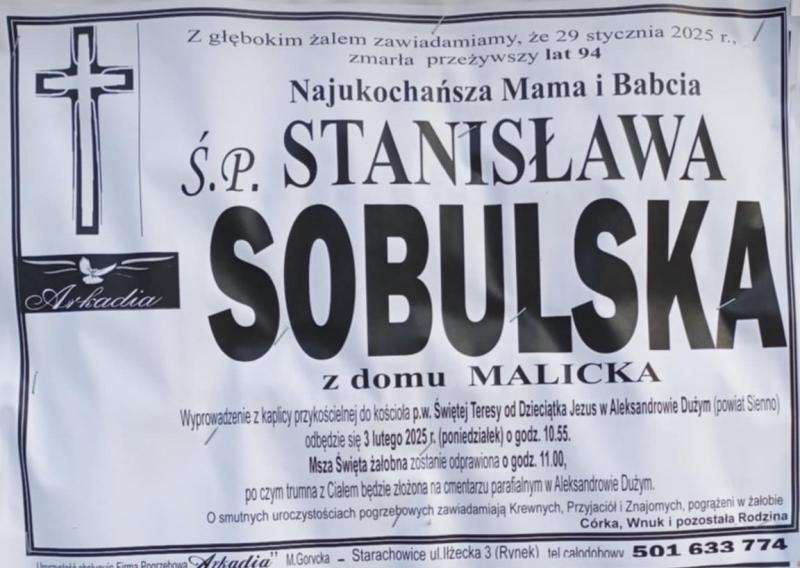 Z głębokim żalem zawiadamiamy, że 29 stycznia 2025 r.,
zmarła przeżywszy lat 94
Najukochańsza Mama i Babcia
Ś.P. STANISŁAWA
SOBULSKA
Arkadia
z domu MALICKA
Wyprowadzenie z kaplicy przykościelnej do kościoła p.w. Świętej Teresy od Dzieciątka Jezus w Aleksandrowie Dużym (powiat Sienno)
odbędzie się 3 lutego 2025 r. (poniedziałek) o godz. 10.55.
Msza Święta żałobna zostanie odprawiona o godz. 11.00,
po czym trumna z Ciałem będzie złożona na cmentarzu parafialnym w Aleksandrowie Dużym.
O smutnych uroczystościach pogrzebowych zawiadamiają Krewnych, Przyjaciół i Znajomych, pogrążeni w żałobie
Córka, Wnuk i pozostała Rodzina
Firma Pogrzebowa "Arkadia" M.Gorycka – Starachowice ul.Iłżecka 3 (Rynek) tel.całodobowy 501 633 774